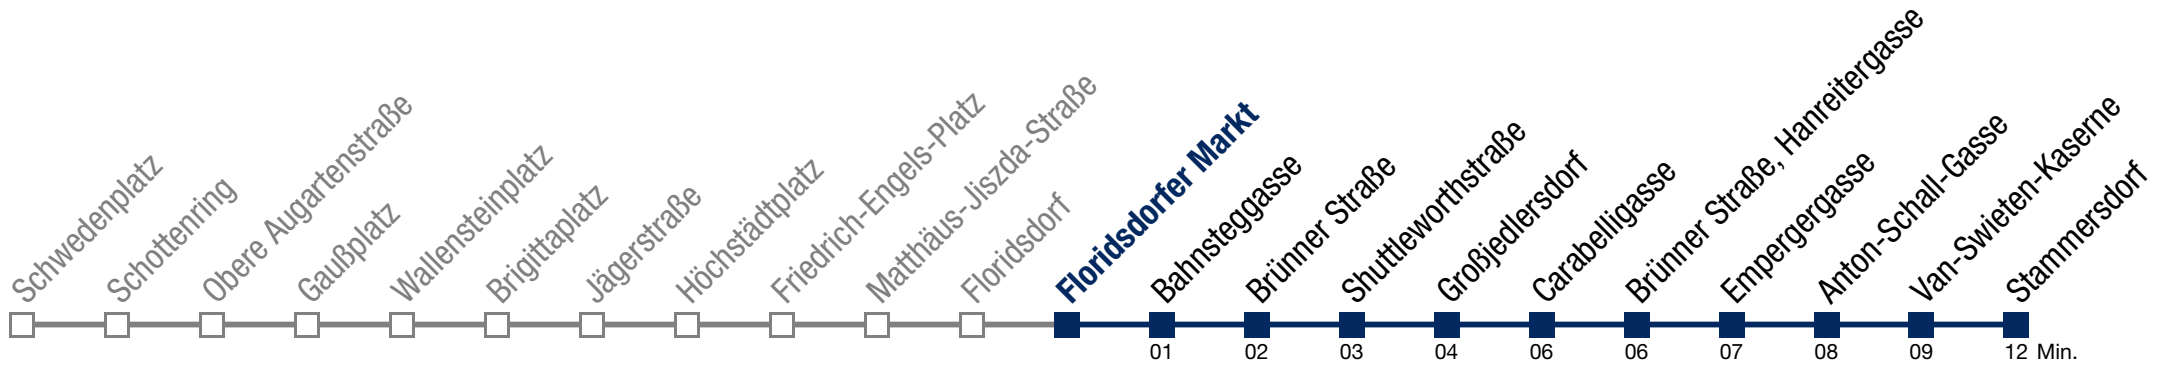 Schwedenplatz
Schottenring
Obere Augartenstraße
Gaußplatz
Wallensteinplatz
Brigittaplatz
Jägerstraße
Höchstädtplatz
Friedrich-Engels-Platz
Matthäus-Jiszda-Straße
Floridsdorf
Floridsdorfer Markt
Bahnsteggasse
Brünner Straße
Shuttleworthstraße
Großjedlersdorf
Carabelligasse
Brünner Straße, Hanreitergasse
Empergergasse
Anton-Schall-Gasse
Van-Swieten-Kaserne
Stammersdorf
01 02 03 04 06 06 07 08 09 12 Min.